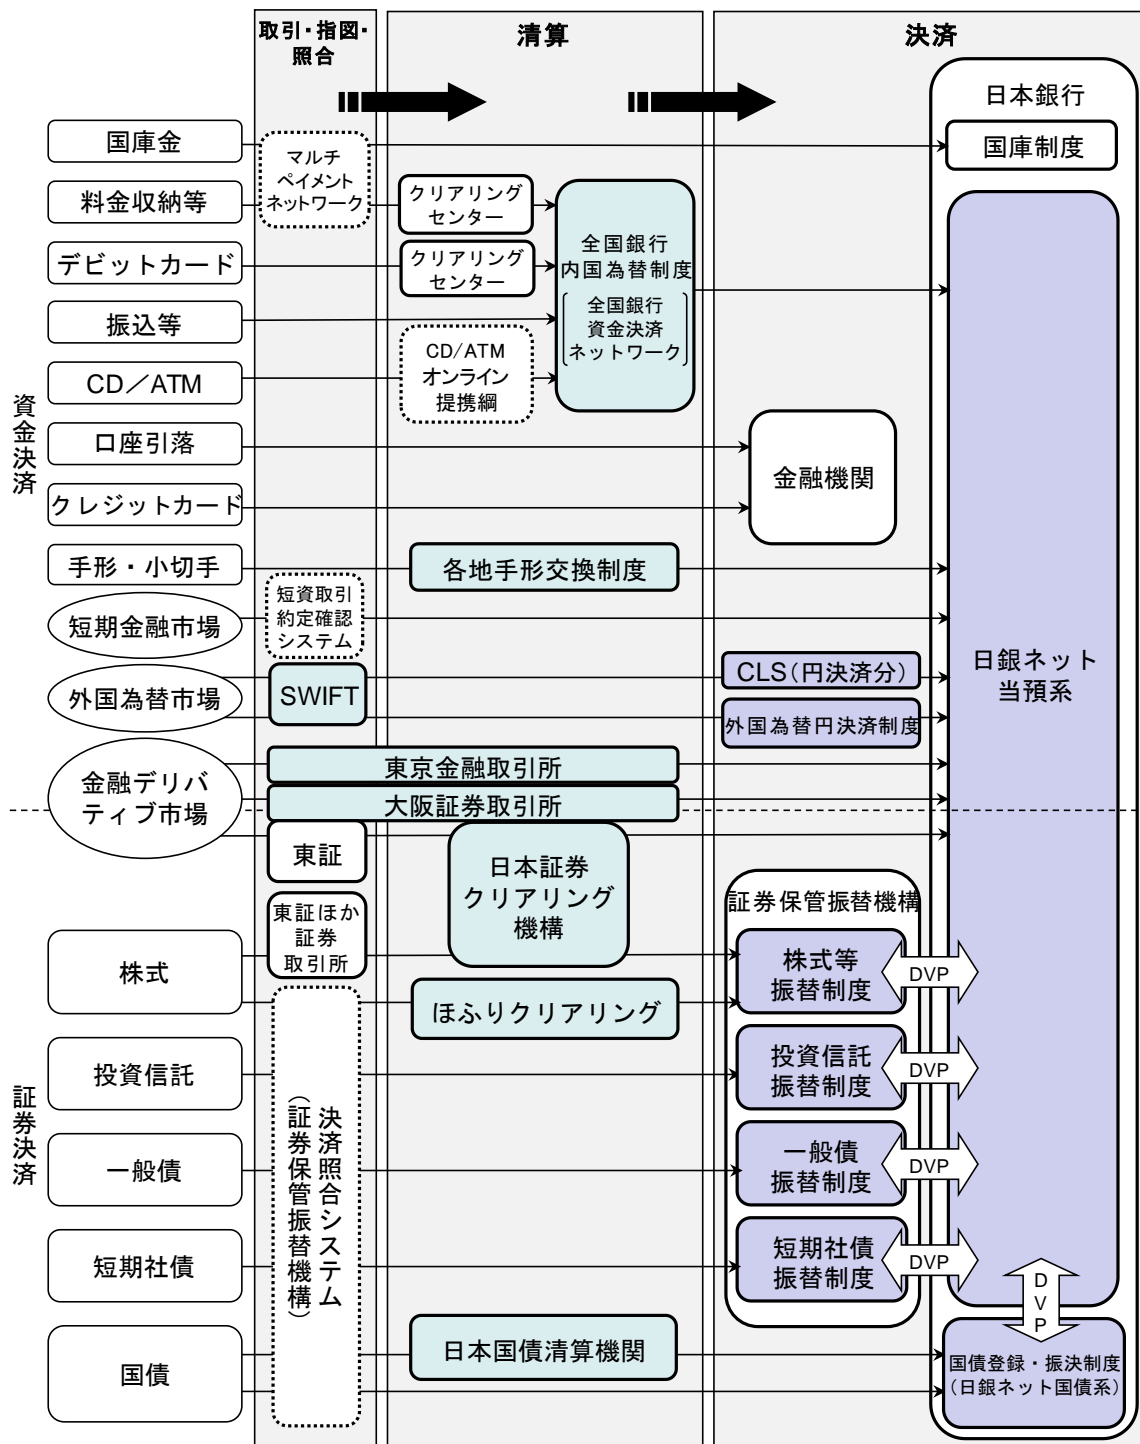 取引・指図・
照合
清算
決済
日本銀行
国庫金
マルチ
ペイメント
ネットワーク
国庫制度
料金収納等
クリアリング
センター
デビットカード
クリアリング
センター
全国銀行
内国為替制度
全国銀行
資金決済
ネットワーク
振込等
CD/ATM
オンライン
提携網
CD／ATM
資金決済
口座引落
金融機関
クレジットカード
手形・小切手
各地手形交換制度
短期金融市場
短資取引
約定確認
システム
日銀ネット
当預系
外国為替市場
SWIFT
CLS（円決済分）
外国為替円決済制度
金融デリバ
ティブ市場
東京金融取引所
大阪証券取引所
東証
日本証券
クリアリング
機構
東証ほか
証券
取引所
証券保管振替機構
株式
株式等
振替制度
DVP
ほふりクリアリング
証券決済
投資信託
決済照合システム
（証券保管振替機構）
投資信託
振替制度
DVP
一般債
一般債
振替制度
DVP
短期社債
短期社債
振替制度
DVP
DVP
国債
日本国債清算機関
国債登録・振決制度
（日銀ネット国債系）